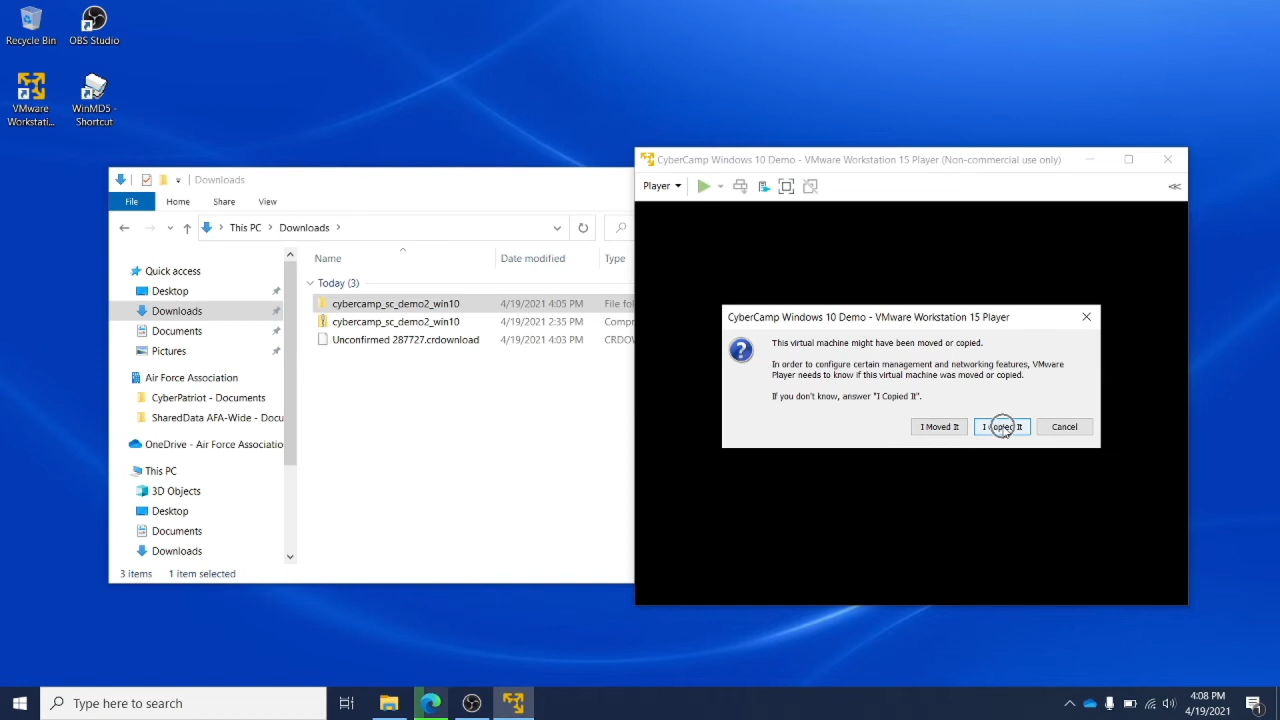 Recycle Bin
OBS Studio
VMware
Workstati...
WinMD5 -
Shortcut
Downloads
File
Home
Share
View
This PC
Downloads
Name
Date modified
Type
Quick access
Desktop
Downloads
Documents
Pictures
Air Force Association
CyberPatriot - Docum
SharedData AFA-Wide - Docu
OneDrive - Air Force Associatio
This PC
3D Objects
Desktop
Documents
Downloads
Today (3)
cybercamp_sc_demo2_win10 4/19/2021 4:05 PM File fol
cybercamp_sc_demo2_win10 4/19/2021 2:35 PM Compr
Unconfirmed 287727.crdownload 4/19/2021 4:03 PM CRDOW
3 items 1 item selected
CyberCamp Windows 10 Demo - VMware Workstation 15 Player (Non-commercial use only)
Player
CyberCamp Windows 10 Demo - VMware Workstation 15 Player
This virtual machine might have been moved or copied.
In order to configure certain management and networking features, VMware
Player needs to know if this virtual machine was moved or copied.
If you don't know, answer "I Copied It".
I Moved It
I Copied It
Cancel
Type here to search
4:08 PM
4/19/2021
1